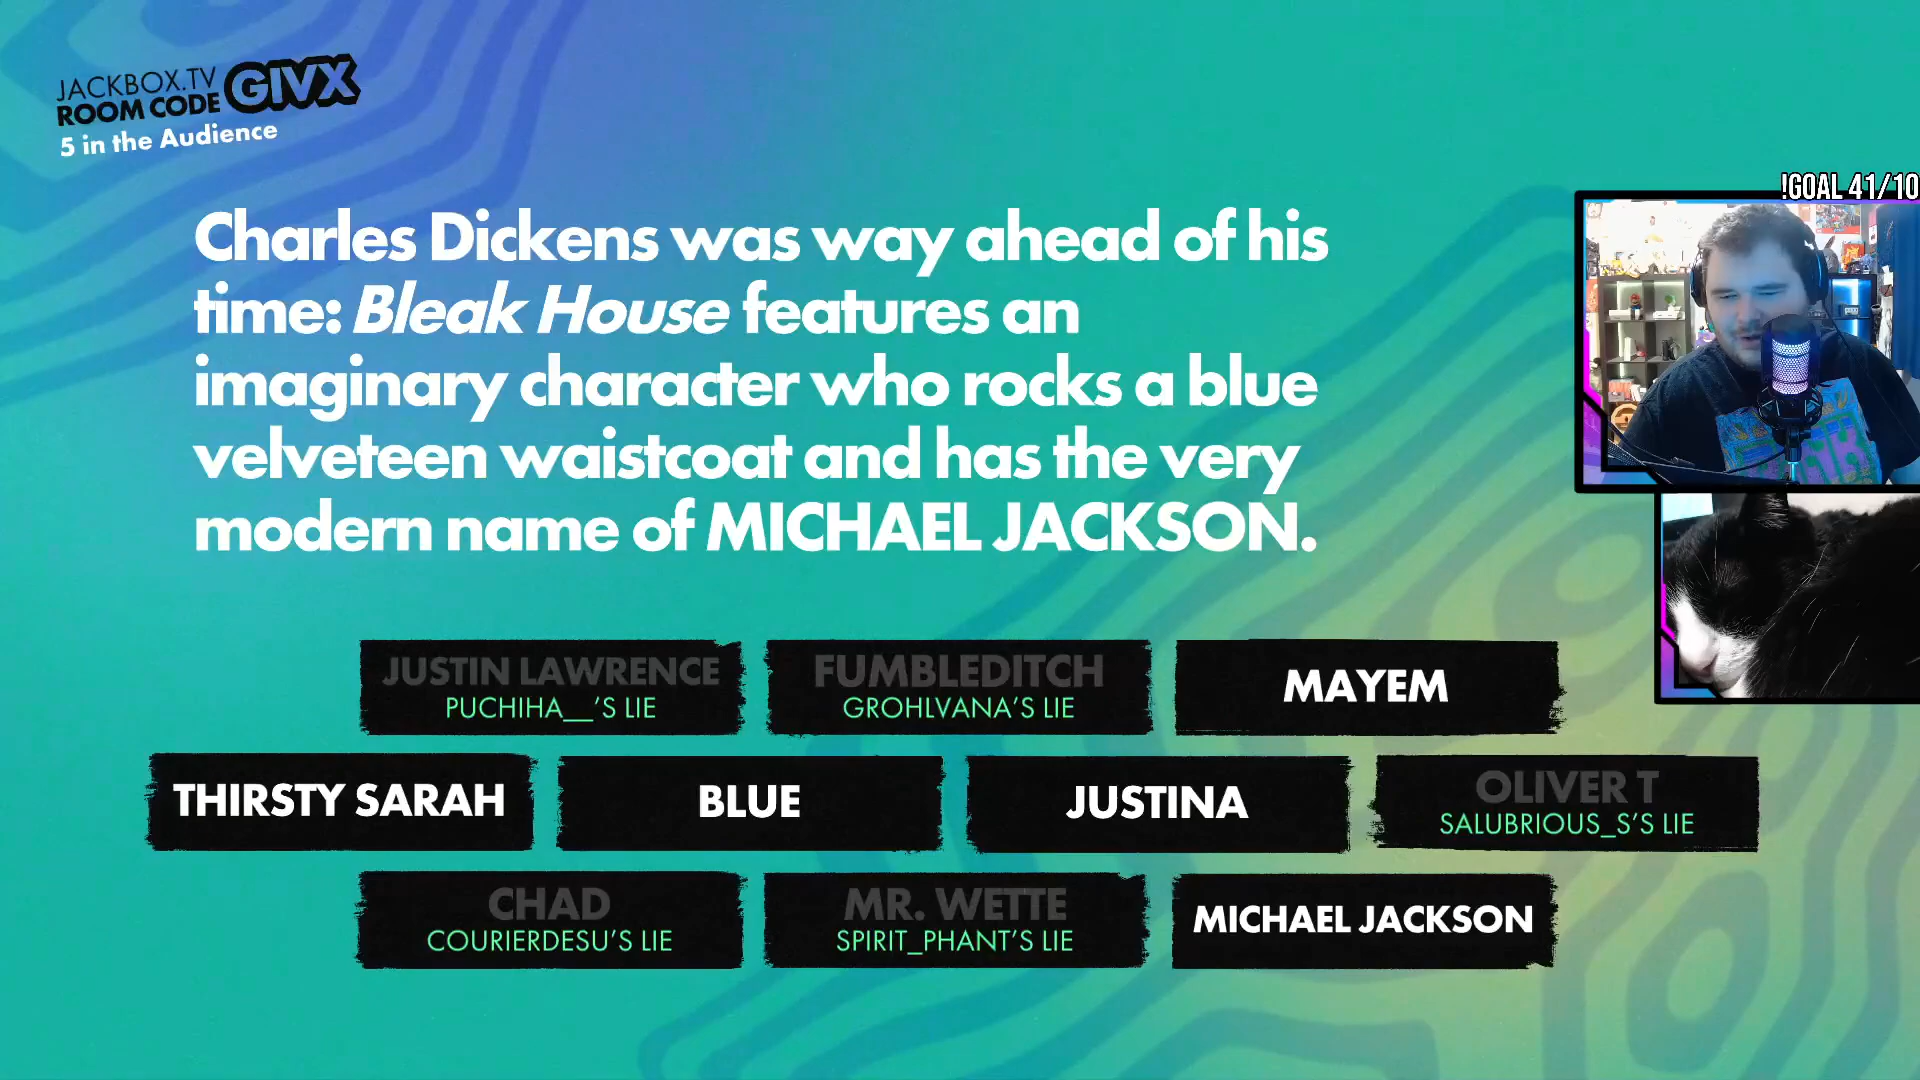 JACKBOX.TV
ROOM CODE GIVX
5 in the Audience
!GOAL 41/10
Charles Dickens was way ahead of his
time: Bleak House features an
imaginary character who rocks a blue
velveteen waistcoat and has the very
modern name of MICHAEL JACKSON.
JUSTIN LAWRENCE
PUCHIHA__'S LIE
FUMBLEDITCH
GROHLVANA'S LIE
MAYEM
THIRSTY SARAH
BLUE
JUSTINA
OLIVER T
SALUBRIOUS_S'S LIE
CHAD
COURIERDESU'S LIE
MR. WETTE
SPIRIT_PHANT'S LIE
MICHAEL JACKSON